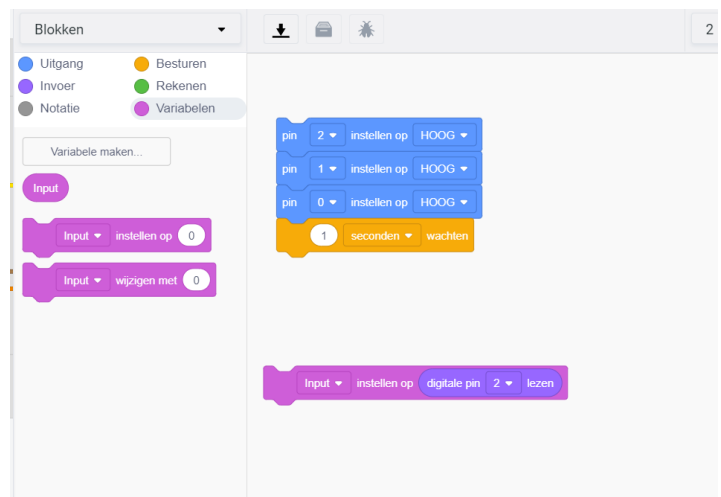 Blokken
2
Uitgang
Besturen
Invoer
Rekenen
Notatie
Variabelen
Variabele maken...
Input
Input instellen op 0
Input wijzigen met 0
pin 2 instellen op HOOG
pin 1 instellen op HOOG
pin 0 instellen op HOOG
1 seconden wachten
Input instellen op digitale pin 2 lezen